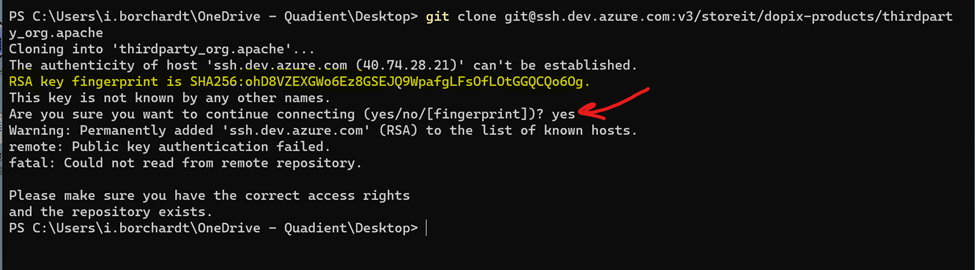 PS C:\Users\i.borchardt\OneDrive - Quadient\Desktop> git clone git@ssh.dev.azure.com:v3/storeit/dopix-products/thirdpart
y_org.apache
Cloning into 'thirdparty_org.apache'...
The authenticity of host 'ssh.dev.azure.com (40.74.28.21)' can't be established.
RSA key fingerprint is SHA256:ohD8VZEXGWo6Ez8GSEJQ9WpafgLFsOfLOtGGQCQo6Og.
This key is not known by any other names.
Are you sure you want to continue connecting (yes/no/[fingerprint])? yes
Warning: Permanently added 'ssh.dev.azure.com' (RSA) to the list of known hosts.
remote: Public key authentication failed.
fatal: Could not read from remote repository.

Please make sure you have the correct access rights
and the repository exists.
PS C:\Users\i.borchardt\OneDrive - Quadient\Desktop>